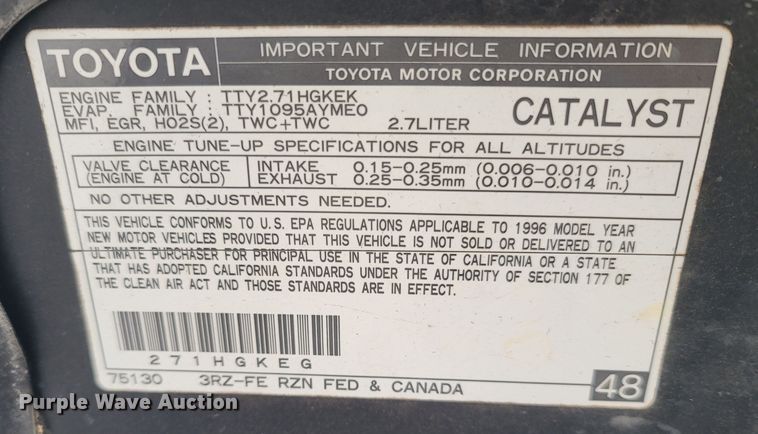 TOYOTA
IMPORTANT VEHICLE INFORMATION
TOYOTA MOTOR CORPORATION
ENGINE FAMILY : TTY2.71HGKEK
EVAP. FAMILY : TTY1095AYMEO
MFI, EGR, HO2S(2), TWC+TWC 2.7LITER
CATALYST
ENGINE TUNE-UP SPECIFICATIONS FOR ALL ALTITUDES
VALVE CLEARANCE INTAKE 0.15-0.25mm (0.006-0.010 in.)
(ENGINE AT COLD) EXHAUST 0.25-0.35mm (0.010-0.014 in.)
NO OTHER ADJUSTMENTS NEEDED.
THIS VEHICLE CONFORMS TO U.S. EPA REGULATIONS APPLICABLE TO 1996 MODEL YEAR
NEW MOTOR VEHICLES PROVIDED THAT THIS VEHICLE IS NOT SOLD OR DELIVERED TO AN
ULTIMATE PURCHASER FOR PRINCIPAL USE IN THE STATE OF CALIFORNIA OR A STATE
THAT HAS ADOPTED CALIFORNIA STANDARDS UNDER THE AUTHORITY OF SECTION 177 OF
THE CLEAN AIR ACT AND THOSE STANDARDS ARE IN EFFECT.
271HGKEG
75130 3RZ-FE RZN FED & CANADA 48
Purple Wave Auction